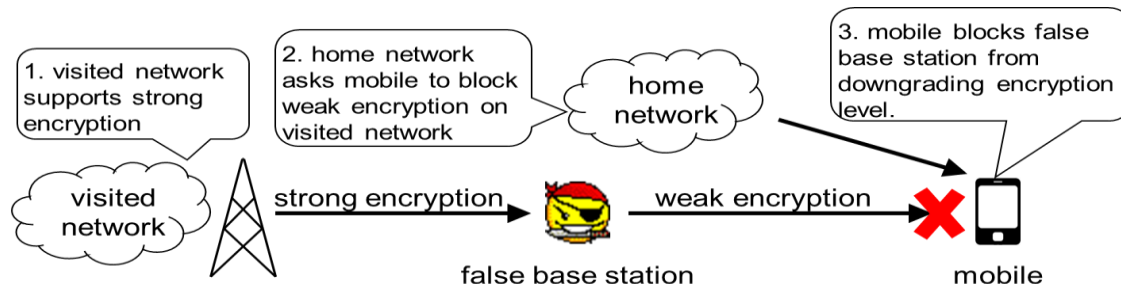 1. visited network
supports strong
encryption
2. home network
asks mobile to block
weak encryption on
visited network
home
network
3. mobile blocks false
base station from
downgrading encryption
level.
visited
network
strong encryption
weak encryption
false base station
mobile